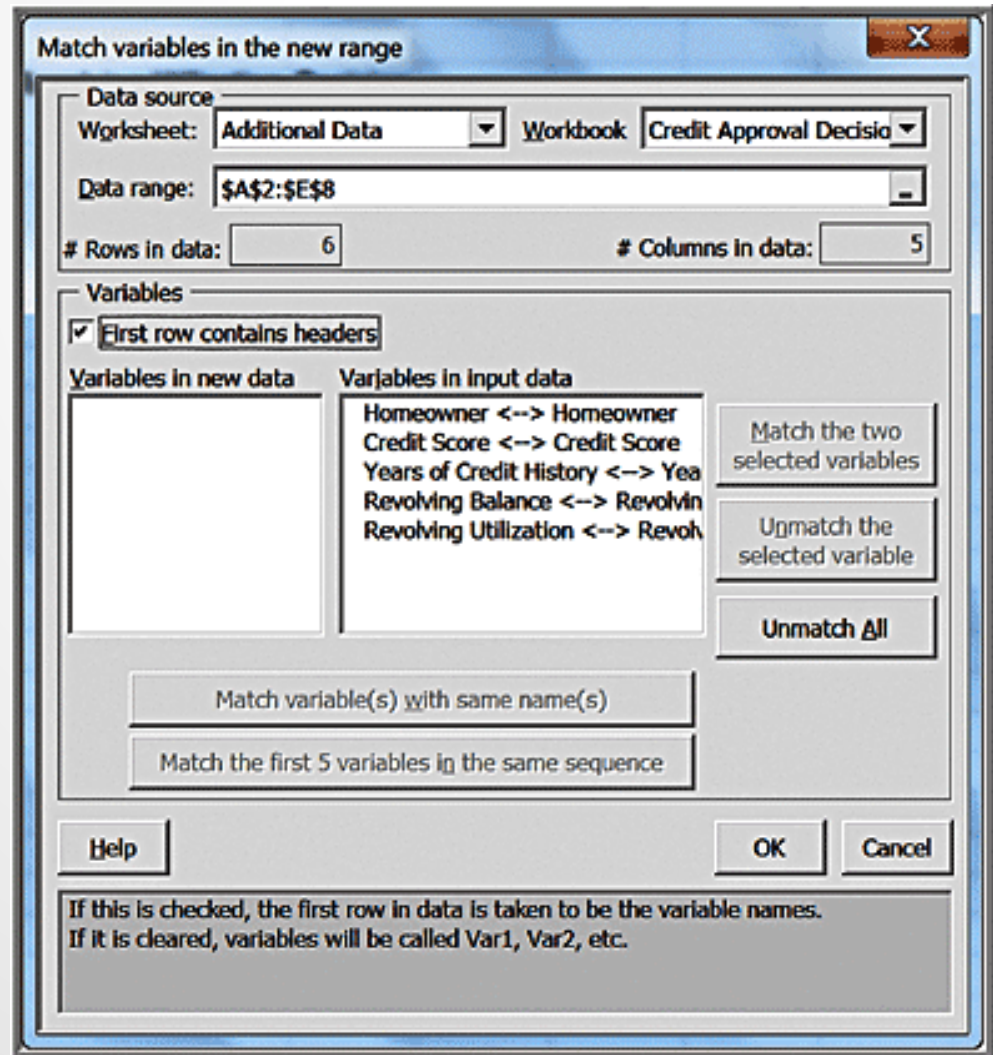 Match variables in the new range
Data source
Worksheet: Additional Data Workbook Credit Approval Decisio
Data range: $A$2:$E$8
# Rows in data: 6 # Columns in data: 5
Variables
First row contains headers
Variables in new data Variables in input data
Homeowner <--> Homeowner
Credit Score <--> Credit Score
Years of Credit History <--> Yea
Revolving Balance <--> Revolvin
Revolving Utilization <--> Revolv
Match the two
selected variables
Unmatch the
selected variable
Unmatch All
Match variable(s) with same name(s)
Match the first 5 variables in the same sequence
Help OK Cancel
If this is checked, the first row in data is taken to be the variable names.
If it is cleared, variables will be called Var1, Var2, etc.